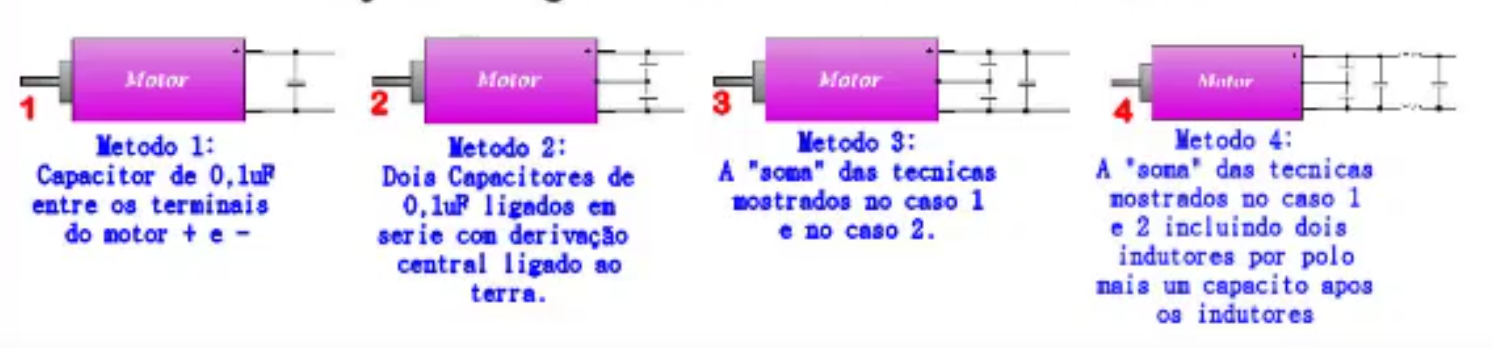 Motor
1
Metodo 1:
Capacitor de 0,1uF
entre os terminais
do motor + e -
Motor
2
Metodo 2:
Dois Capacitores de
0,1uF ligados em
serie com derivação
central ligado ao
terra.
Motor
3
Metodo 3:
A "soma" das tecnicas
mostrados no caso 1
e no caso 2.
Motor
4
Metodo 4:
A "soma" das tecnicas
mostrados no caso 1
e 2 incluindo dois
indutores por polo
mais um capacito apos
os indutores